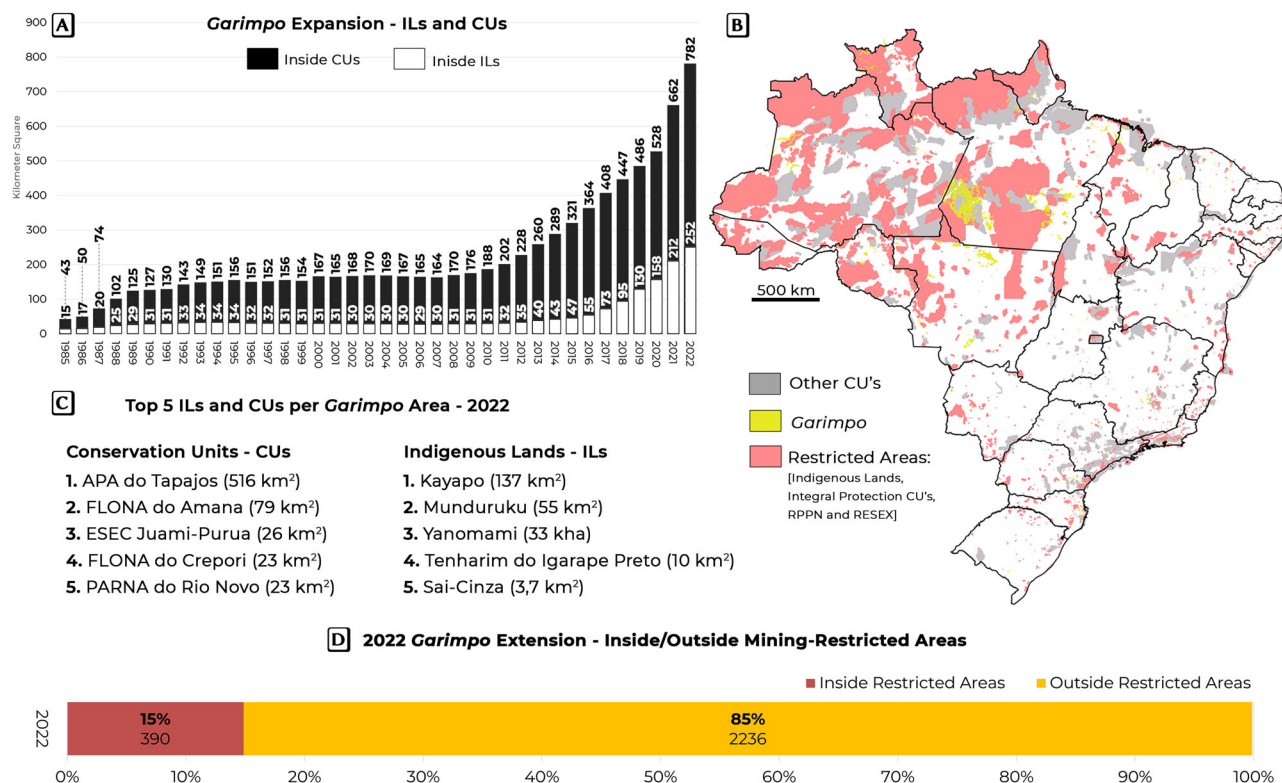 A
Garimpo Expansion - ILs and CUs
Inside CUs
Inisde ILs
Kilometer Square
900
800
700
600
500
400
300
200
100
0
43 50 74 102 125 127 130 143 149 151 156 151 152 156 154 167 165 168 170 169 167 165 164 170 176 188 202 228 260 289 321 364 408 447 486 528 662 782
15 17 20 25 29 31 31 33 34 34 34 32 32 31 31 31 31 30 30 30 30 29 30 31 31 31 32 35 40 43 47 55 73 95 130 158 212 252
1985 1986 1987 1988 1989 1990 1991 1992 1993 1994 1995 1996 1997 1998 1999 2000 2001 2002 2003 2004 2005 2006 2007 2008 2009 2010 2011 2012 2013 2014 2015 2016 2017 2018 2019 2020 2021 2022
B
500 km
Other CU's
Garimpo
Restricted Areas:
[Indigenous Lands,
Integral Protection CU's,
RPPN and RESEX]
C
Top 5 ILs and CUs per Garimpo Area - 2022
Conservation Units - CUs
1. APA do Tapajos (516 km²)
2. FLONA do Amana (79 km²)
3. ESEC Juami-Purua (26 km²)
4. FLONA do Crepori (23 km²)
5. PARNA do Rio Novo (23 km²)
Indigenous Lands - ILs
1. Kayapo (137 km²)
2. Munduruku (55 km²)
3. Yanomami (33 kha)
4. Tenharim do Igarape Preto (10 km²)
5. Sai-Cinza (3,7 km²)
D
2022 Garimpo Extension - Inside/Outside Mining-Restricted Areas
Inside Restricted Areas
Outside Restricted Areas
2022
15%
390
85%
2236
0% 10% 20% 30% 40% 50% 60% 70% 80% 90% 100%